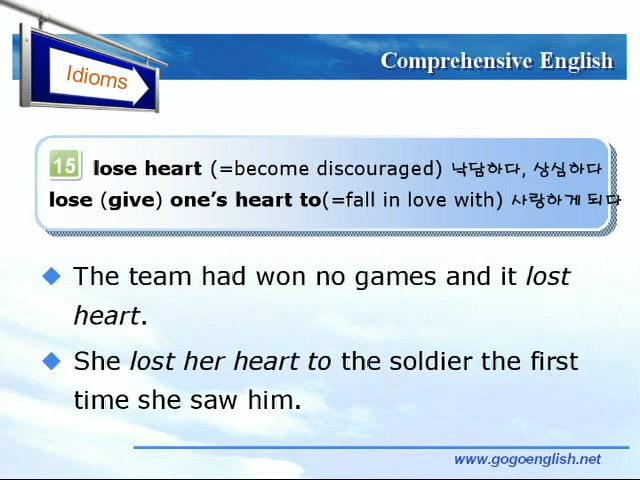 Idioms
Comprehensive English
15 lose heart (=become discouraged) 낙담하다, 상심하다
lose (give) one’s heart to(=fall in love with) 사랑하게 되다
The team had won no games and it lost
heart.
She lost her heart to the soldier the first
time she saw him.
www.gogoenglish.net